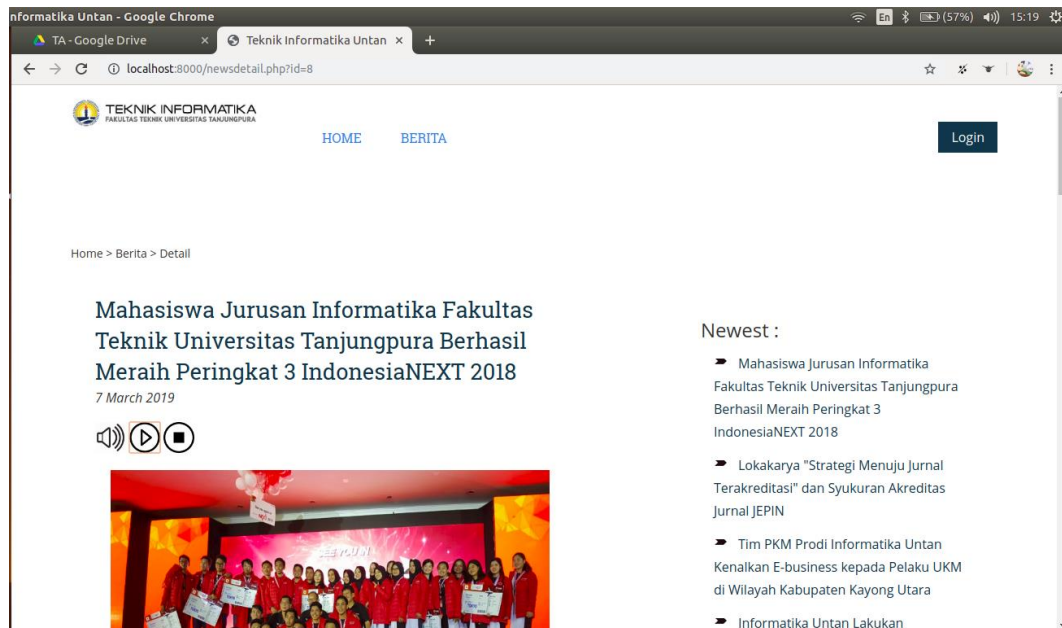 nformatika Untan - Google Chrome
En
(57%)
15:19
TA - Google Drive
Teknik Informatika Untan
localhost:8000/newsdetail.php?id=8
TEKNIK INFORMATIKA
FAKULTAS TEKNIK UNIVERSITAS TANJUNGPURA
HOME
BERITA
Login
Home > Berita > Detail
Mahasiswa Jurusan Informatika Fakultas
Teknik Universitas Tanjungpura Berhasil
Meraih Peringkat 3 IndonesiaNEXT 2018
7 March 2019
SEE YOU IN
Newest :
Mahasiswa Jurusan Informatika
Fakultas Teknik Universitas Tanjungpura
Berhasil Meraih Peringkat 3
IndonesiaNEXT 2018
Lokakarya "Strategi Menuju Jurnal
Terakreditasi" dan Syukuran Akreditas
Jurnal JEPIN
Tim PKM Prodi Informatika Untan
Kenalkan E-business kepada Pelaku UKM
di Wilayah Kabupaten Kayong Utara
Informatika Untan Lakukan